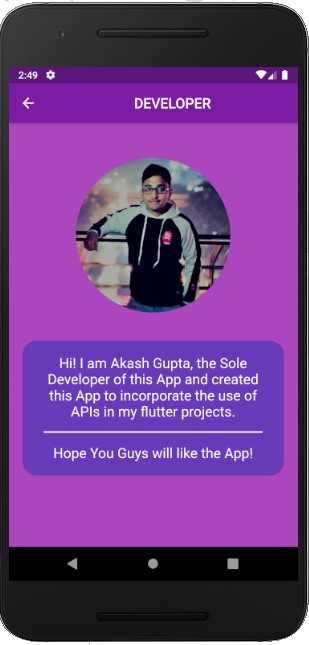 2:49
DEVELOPER
Hi! I am Akash Gupta, the Sole
Developer of this App and created
this App to incorporate the use of
APIs in my flutter projects.
Hope You Guys will like the App!